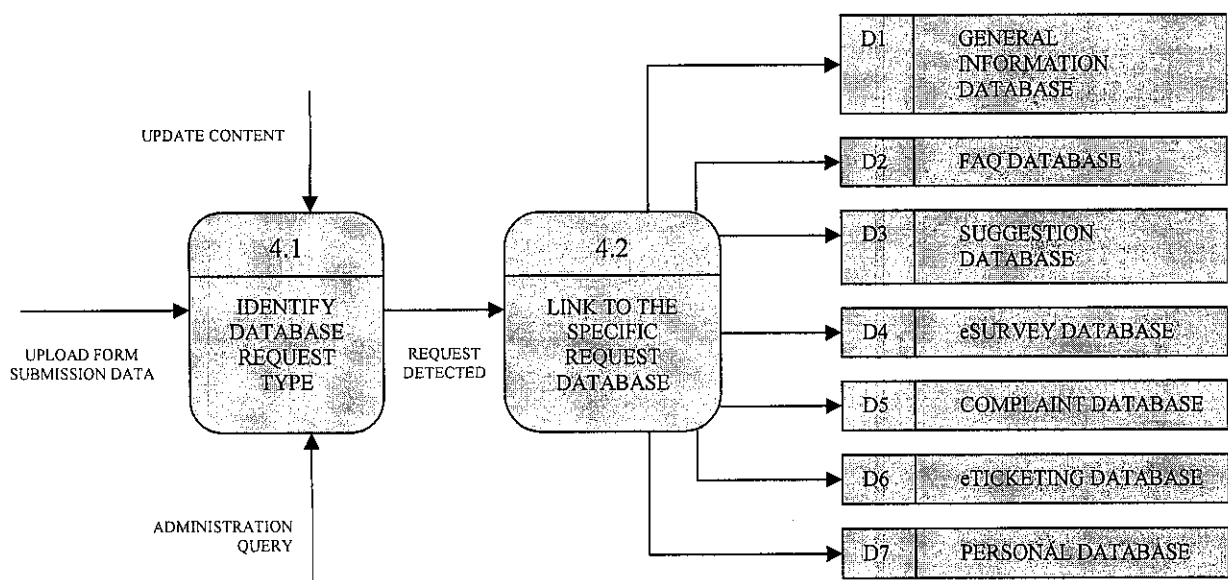 D1
GENERAL
INFORMATION
DATABASE
UPDATE CONTENT
D2
FAQ DATABASE
4.1
4.2
D3
SUGGESTION
DATABASE
IDENTIFY
DATABASE
REQUEST
TYPE
LINK TO THE
SPECIFIC
REQUEST
DATABASE
UPLOAD FORM
SUBMISSION DATA
REQUEST
DETECTED
D4
eSURVEY DATABASE
D5
COMPLAINT DATABASE
D6
eTICKETING DATABASE
ADMINISTRATION
QUERY
D7
PERSONAL DATABASE